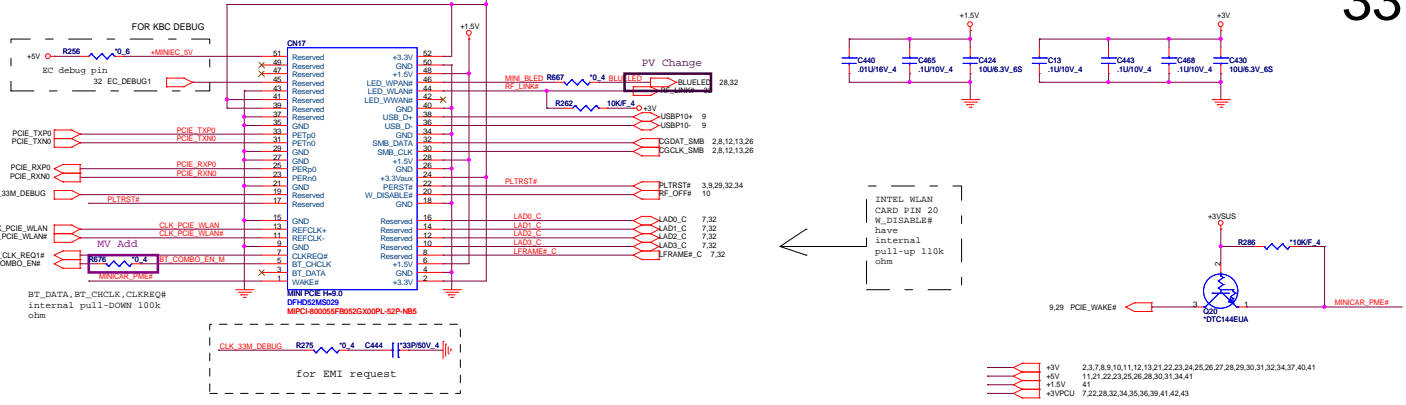 33
FOR KBC DEBUG
+5V R256 *0_6 +MINIEC_5V
EC debug pin
32 EC_DEBUG1
PCIE_TXP0 PCIE_TXP0
PCIE_TXN0 PCIE_TXN0
PCIE_RXP0 PCIE_RXP0
PCIE_RXN0 PCIE_RXN0
_33M_DEBUG
PLTRST#
_PCIE_WLAN CLK_PCIE_WLAN
_PCIE_WLAN# CLK_PCIE_WLAN#
MV Add
_CLK_REQ1#
OMBO_EN# R676 *0_4 BT_COMBO_EN_M
MINICAR_PME#
BT_DATA,BT_CHCLK,CLKREQ#
internal pull-DOWN 100k
ohm
CN17
51 Reserved +3.3V 52
49 Reserved GND 50
47 Reserved +1.5V 48
45 Reserved LED_WPAN# 46
43 Reserved LED_WLAN# 44
41 Reserved LED_WWAN# 42
39 Reserved GND 40
37 Reserved USB_D+ 38
35 GND USB_D- 36
33 PETp0 GND 34
31 PETn0 SMB_DATA 32
29 GND SMB_CLK 30
27 GND +1.5V 28
25 PERp0 GND 26
23 PERn0 +3.3Vaux 24
21 GND PERST# 22
19 Reserved W_DISABLE# 20
17 Reserved GND 18
15 GND Reserved 16
13 REFCLK+ Reserved 14
11 REFCLK- Reserved 12
9 GND Reserved 10
7 CLKREQ# Reserved 8
5 BT_CHCLK +1.5V 6
3 BT_DATA GND 4
1 WAKE# +3.3V 2
MINI PCIE H=9.0
DFHD52MS029
MIPCI-800055FB052GX00PL-52P-NB5
CLK_33M_DEBUG R275 *0_4 C444 *33P/50V_4
for EMI request
+1.5V
PV Change
MINI_BLED R667 *0_4 BLUELED BLUELED 28,32
RF_LINK#
R262 10K/F_4 +3V
USBP10+ 9
USBP10- 9
CGDAT_SMB 2,8,12,13,26
CGCLK_SMB 2,8,12,13,26
PLTRST# PLTRST# 3,9,29,32,34
RF_OFF# 10
LAD0_C LAD0_C 7,32
LAD1_C LAD1_C 7,32
LAD2_C LAD2_C 7,32
LAD3_C LAD3_C 7,32
LFRAME#_C LFRAME#_C 7,32
+1.5V
C440 .01U/16V_4
C465 .1U/10V_4
C424 10U/6.3V_6S
+3V
C13 .1U/10V_4
C443 .1U/10V_4
C468 .1U/10V_4
C430 10U/6.3V_6S
INTEL WLAN
CARD PIN 20
W_DISABLE#
have
internal
pull-up 110k
ohm
+3VSUS
R286 *10K/F_4
2
9,29 PCIE_WAKE# 3 1 MINICAR_PME#
Q20
*DTC144EUA
+3V 2,3,7,8,9,10,11,12,13,21,22,23,24,25,26,27,28,29,30,31,32,34,37,40,41
+5V 11,21,22,23,25,26,28,30,31,34,41
+1.5V 41
+3VPCU 7,22,28,32,34,35,36,39,41,42,43